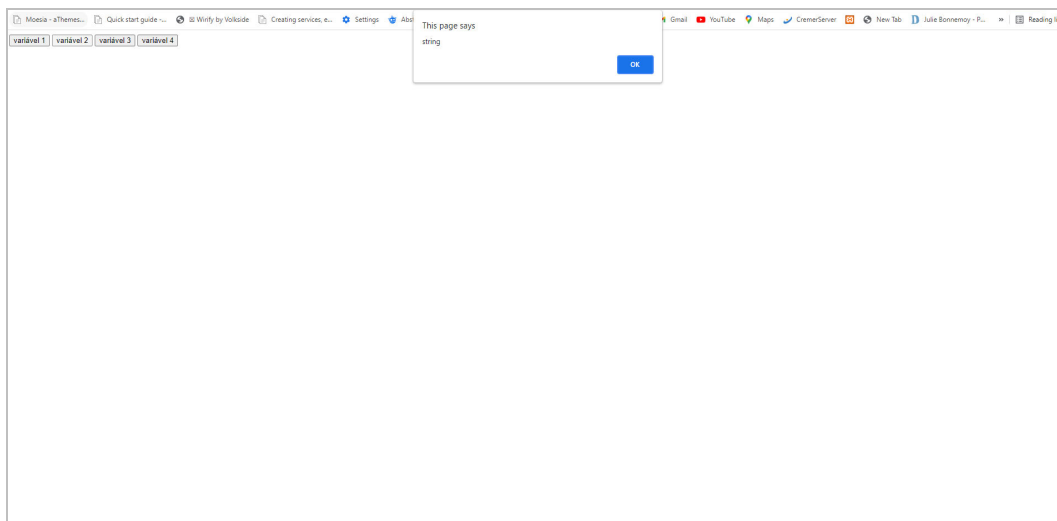 Moesia - aThemes... Quick start guide -... Wirify by Volkside Creating services, e... Settings Abs Gmail YouTube Maps CremerServer New Tab Julie Bonnemoy - P... » Reading li
This page says
string
OK
variável 1 variável 2 variável 3 variável 4